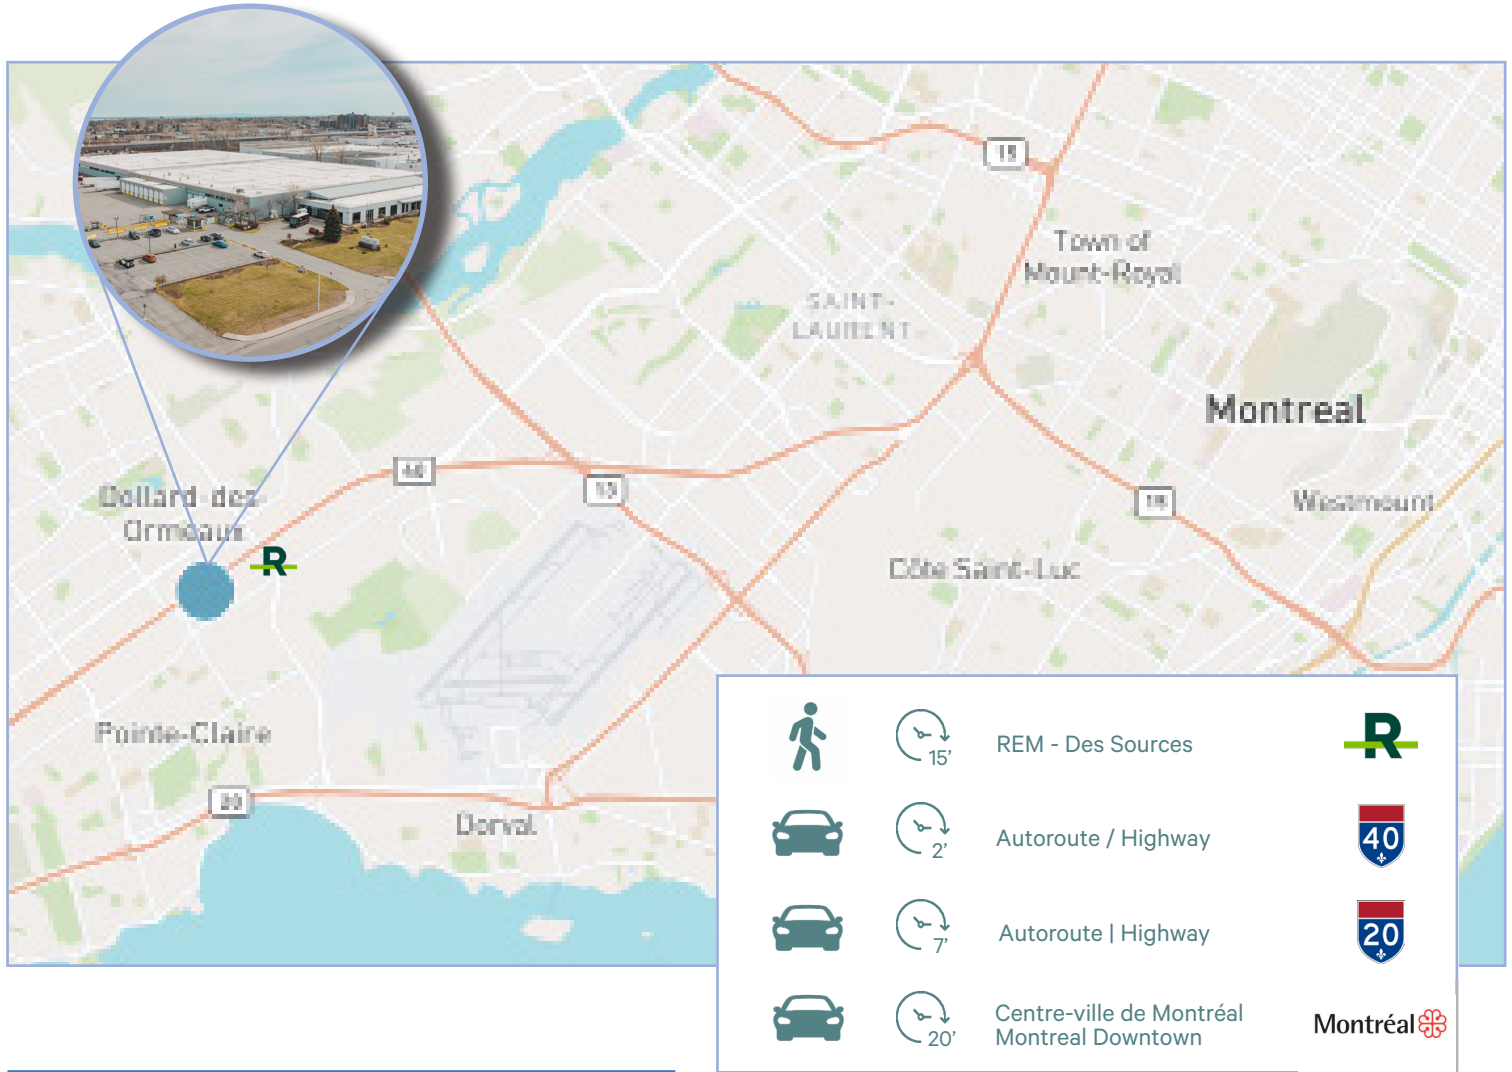 15
Town of
Mount-Royal
SAINT-
LAURENT
Montreal
40
Dollard-des-
Ormeaux
Westmount
R
Côte Saint-Luc
Pointe-Claire
20
Dorval
15’
REM - Des Sources
R
2’
Autoroute / Highway
40
7’
Autoroute | Highway
20
20’
Centre-ville de Montréal
Montreal Downtown
Montréal